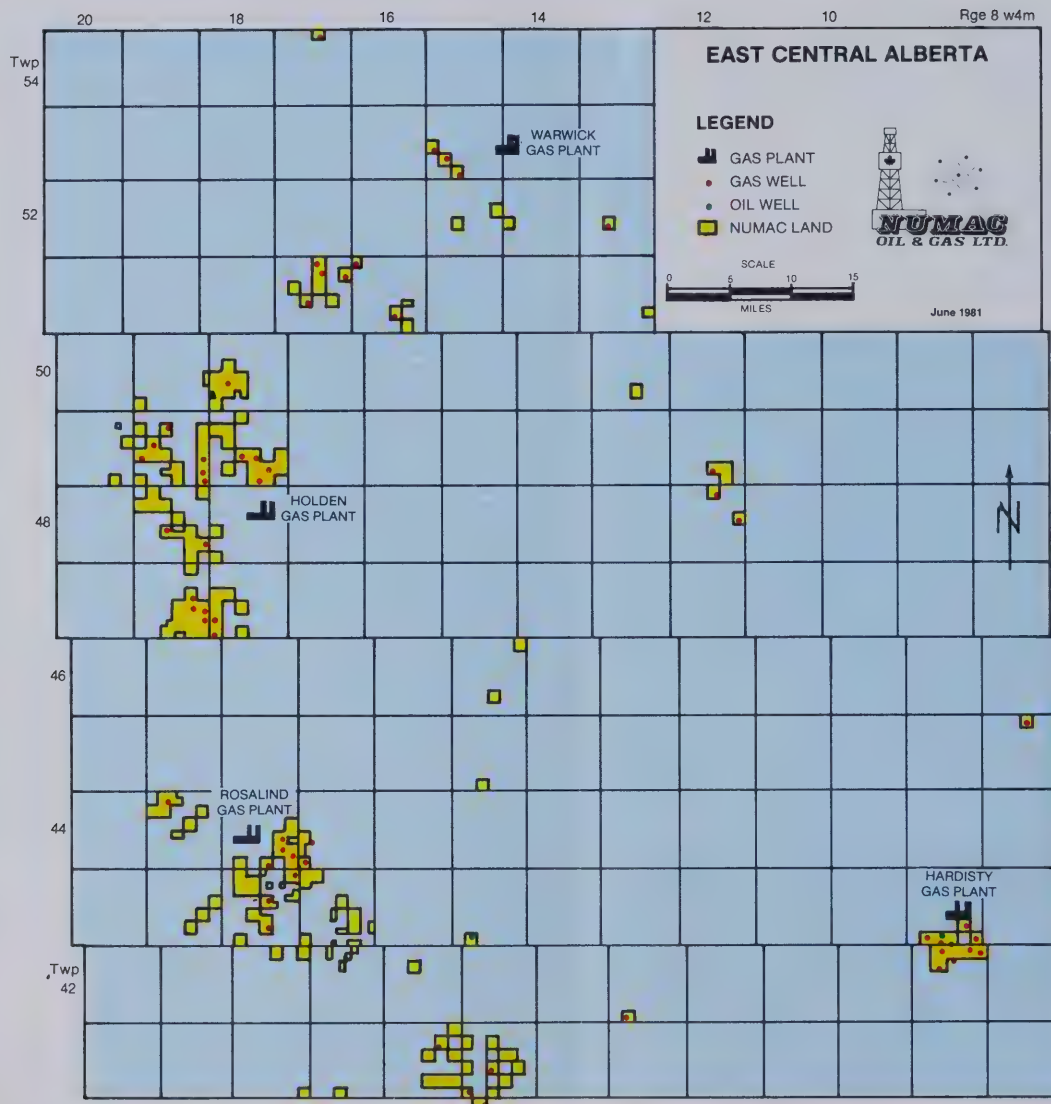 20 18 16 14 12 10 Rge 8 w4m
Twp
54
EAST CENTRAL ALBERTA
LEGEND
GAS PLANT
GAS WELL
OIL WELL
NUMAC LAND
NUMAC
OIL & GAS LTD.
SCALE
0 5 10 15
MILES
June 1981
WARWICK
GAS PLANT
52
50
HOLDEN
GAS PLANT
48
N
46
ROSALIND
GAS PLANT
44
HARDISTY
GAS PLANT
Twp
42